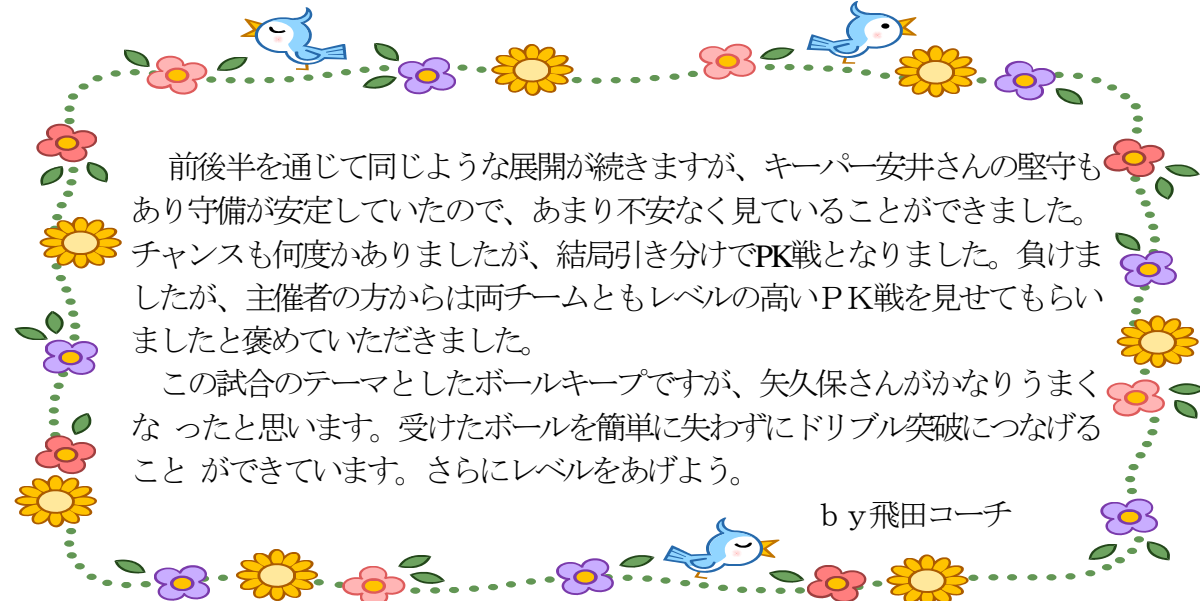 前後半を通じて同じような展開が続きますが、キーパー安井さんの堅守も
あり守備が安定していたので、あまり不安なく見ていることができました。
チャンスも何度かありましたが、結局引き分けでPK戦となりました。負けま
したが、主催者の方からは両チームともレベルの高いＰＫ戦を見せてもらい
ましたと褒めていただきました。
この試合のテーマとしたボールキープですが、矢久保さんがかなりうまく
な ったと思います。受けたボールを簡単に失わずにドリブル突破につなげる
こと ができています。さらにレベルをあげよう。
ｂｙ飛田コーチ